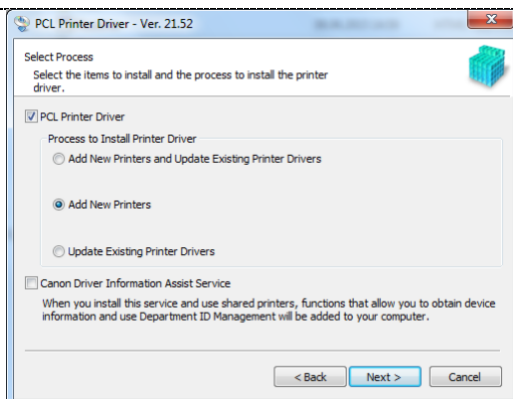 PCL Printer Driver - Ver. 21.52
Select Process
Select the items to install and the process to install the printer
driver.
PCL Printer Driver
Process to Install Printer Driver
Add New Printers and Update Existing Printer Drivers
Add New Printers
Update Existing Printer Drivers
Canon Driver Information Assist Service
When you install this service and use shared printers, functions that allow you to obtain device
information and use Department ID Management will be added to your computer.
< Back Next > Cancel